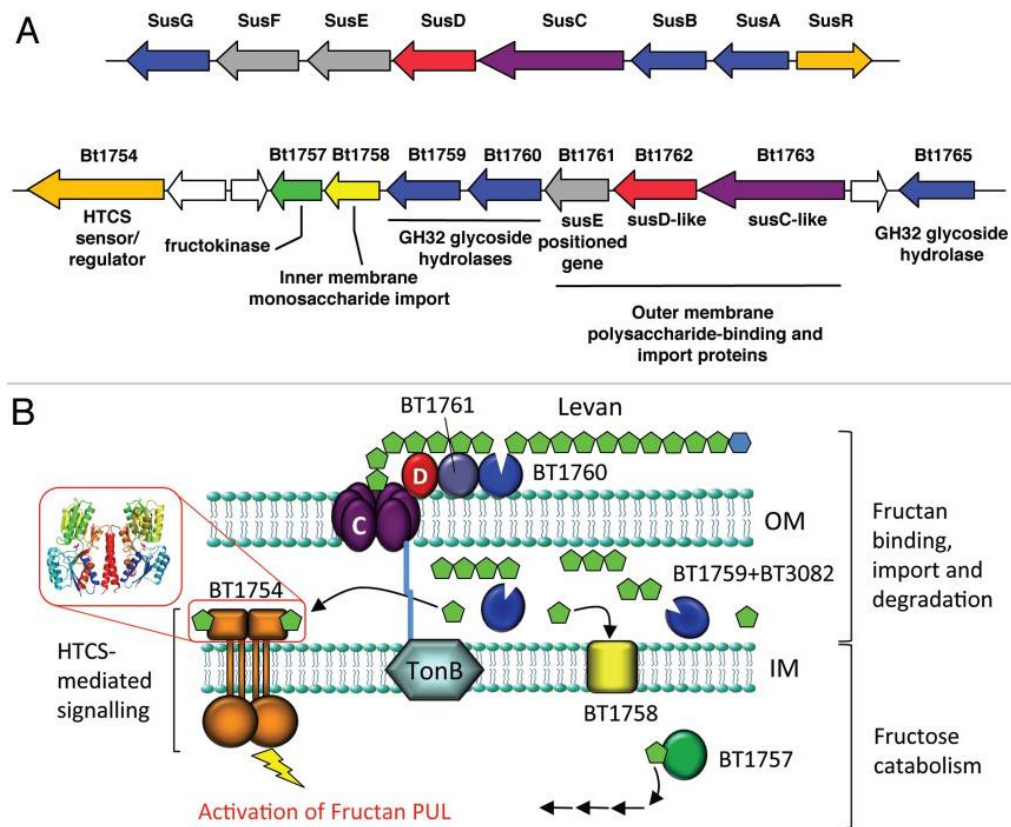 A
SusG SusF SusE SusD SusC SusB SusA SusR
Bt1754 Bt1757 Bt1758 Bt1759 Bt1760 Bt1761 Bt1762 Bt1763 Bt1765
HTCS
sensor/
regulator
fructokinase
Inner membrane
monosaccharide import
GH32 glycoside
hydrolases
susE
positioned
gene
susD-like
susC-like
GH32 glycoside
hydrolase
Outer membrane
polysaccharide-binding and
import proteins
B
BT1761
Levan
D
BT1760
C
OM
Fructan
binding,
import and
degradation
BT1759+BT3082
BT1754
HTCS-
mediated
signalling
TonB
IM
BT1758
BT1757
Fructose
catabolism
Activation of Fructan PUL